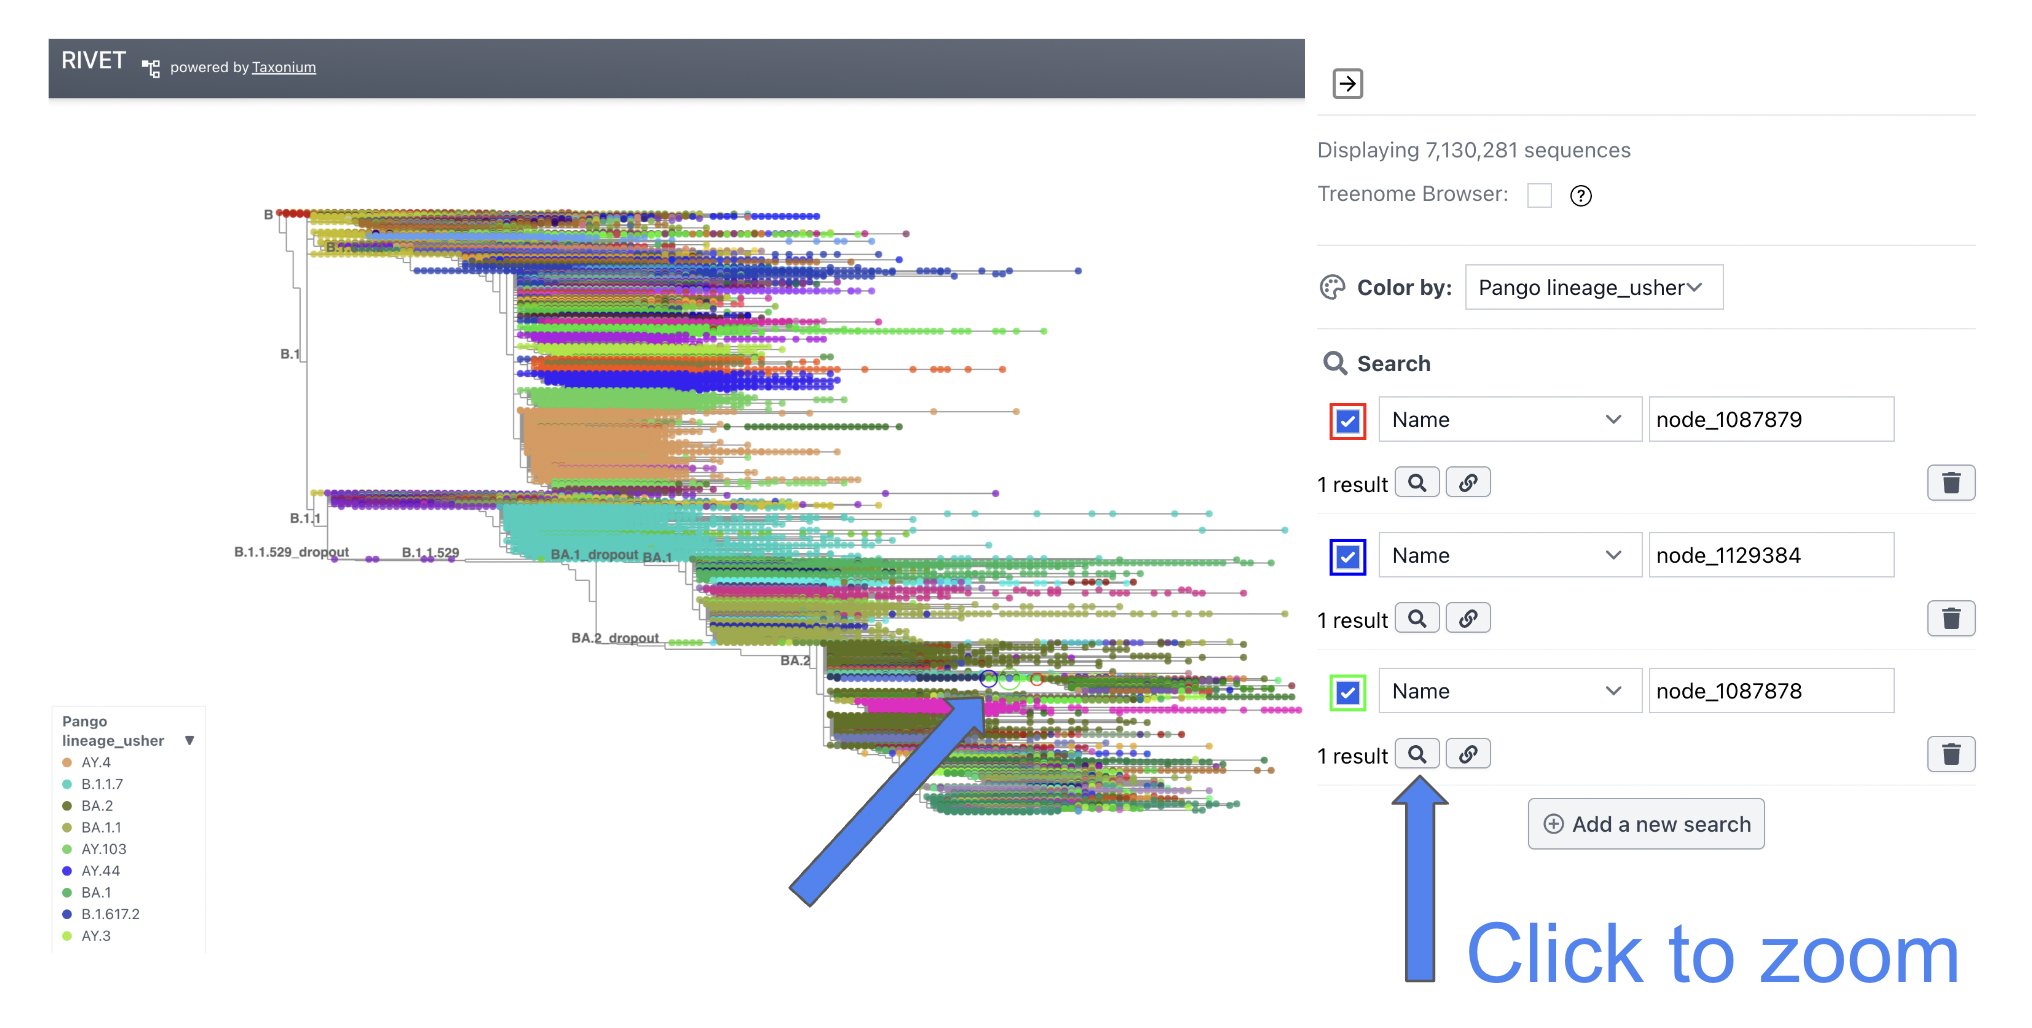 RIVET powered by Taxonium
Displaying 7,130,281 sequences
Treenome Browser: ?
Color by: Pango lineage_usher
Search
Name node_1087879
1 result
Name node_1129384
1 result
Name node_1087878
1 result
Add a new search
Click to zoom
B
B.1
B.1.1
B.1.1.529_dropout B.1.1.529 BA.1_dropout BA.1
BA.2_dropout
BA.2
Pango
lineage_usher ▼
AY.4
B.1.1.7
BA.2
BA.1.1
AY.103
AY.44
BA.1
B.1.617.2
AY.3